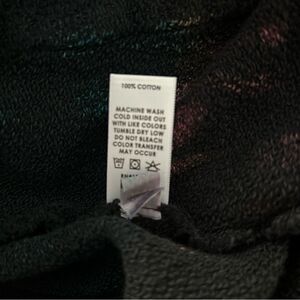 100% COTTON
MACHINE WASH
COLD INSIDE OUT
WITH LIKE COLORS
TUMBLE DRY LOW
DO NOT BLEACH
COLOR TRANSFER
MAY OCCUR